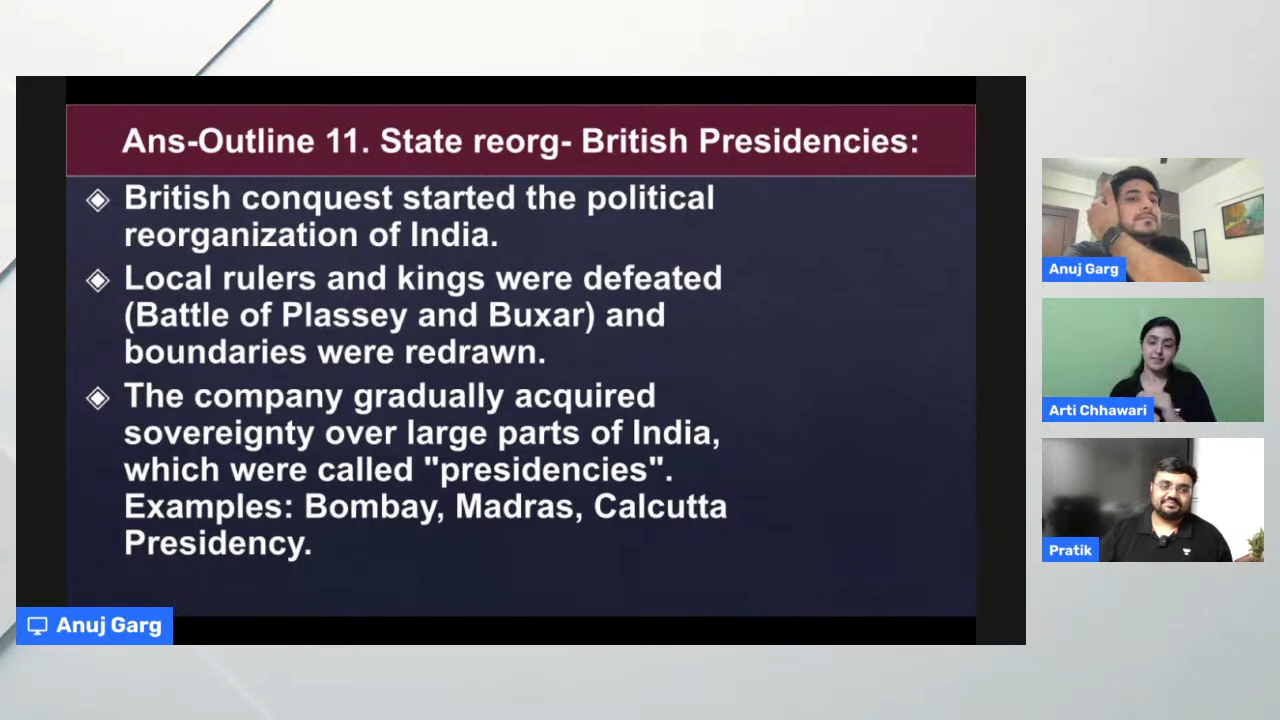 Ans-Outline 11. State reorg- British Presidencies:
British conquest started the political
reorganization of India.
Local rulers and kings were defeated
(Battle of Plassey and Buxar) and
boundaries were redrawn.
The company gradually acquired
sovereignty over large parts of India,
which were called "presidencies".
Examples: Bombay, Madras, Calcutta
Presidency.
Anuj Garg
Anuj Garg
Arti Chhawari
Pratik